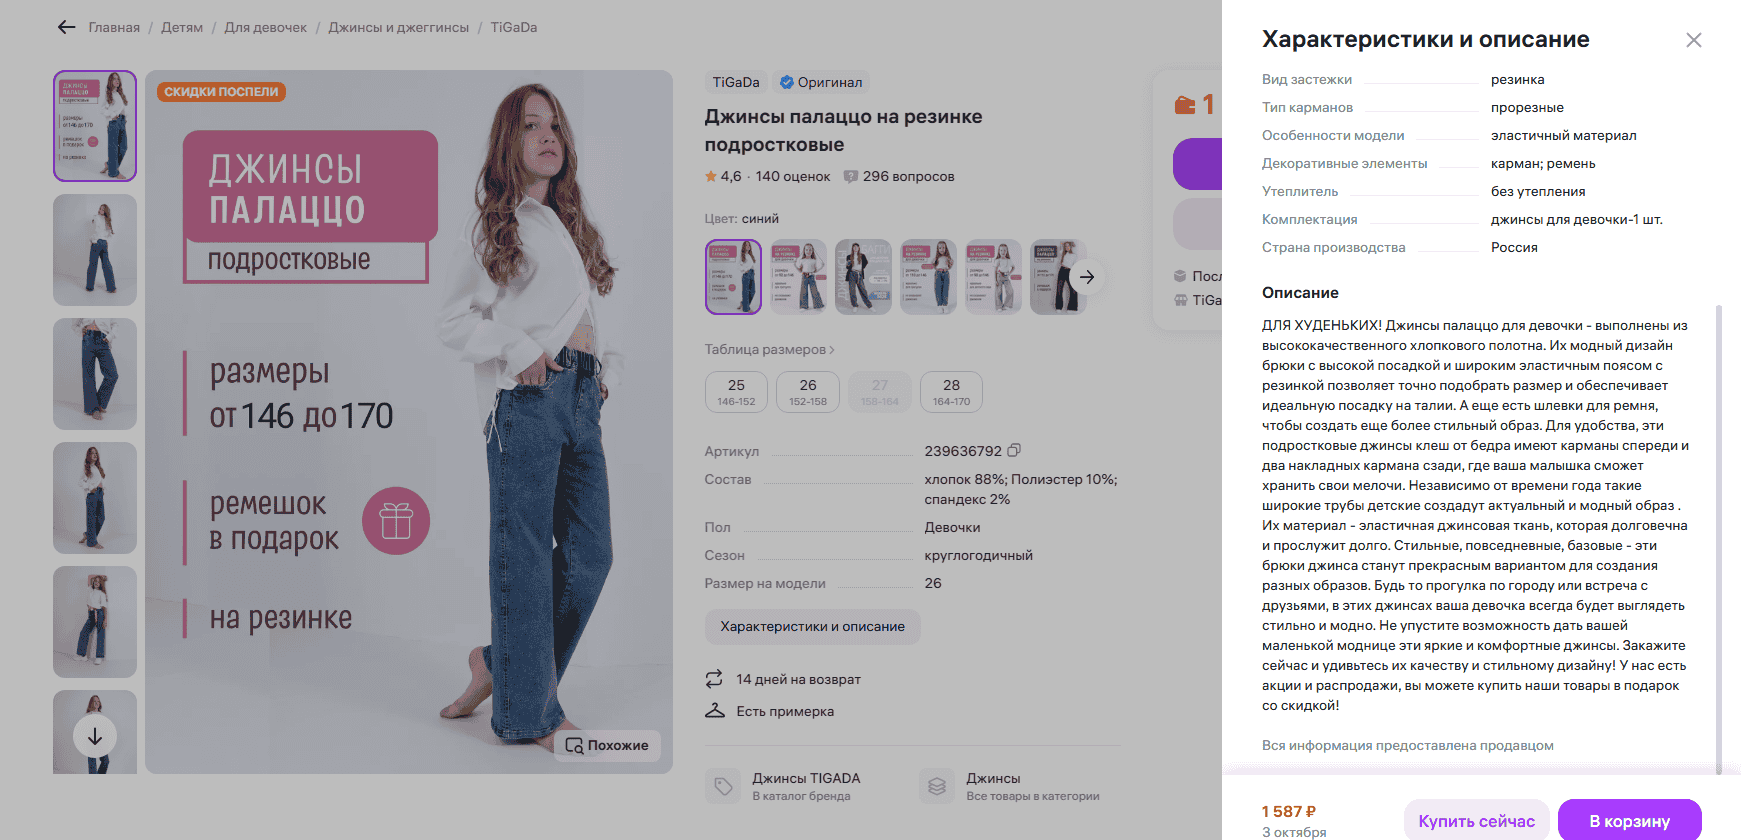 Главная / Детям / Для девочек / Джинсы и джеггинсы / TiGaDa
СКИДКИ ПОСПЕЛИ
ДЖИНСЫ
ПАЛАЦЦО
подростковые
размеры
от 146 до 170
ремешок
в подарок
на резинке
Похожие
TiGaDa
Оригинал
Джинсы палаццо на резинке
подростковые
4,6 · 140 оценок
296 вопросов
Цвет: синий
Таблица размеров
25
146-152
26
152-158
27
158-164
28
164-170
Артикул 239636792
Состав хлопок 88%; Полиэстер 10%;
спандекс 2%
Пол Девочки
Сезон круглогодичный
Размер на модели 26
Характеристики и описание
14 дней на возврат
Есть примерка
Джинсы TIGADA
В каталог бренда
Джинсы
Все товары в категории
1
Посл
TiGa
Характеристики и описание
Вид застежки резинка
Тип карманов прорезные
Особенности модели эластичный материал
Декоративные элементы карман; ремень
Утеплитель без утепления
Комплектация джинсы для девочки-1 шт.
Страна производства Россия
Описание
ДЛЯ ХУДЕНЬКИХ! Джинсы палаццо для девочки - выполнены из
высококачественного хлопкового полотна. Их модный дизайн
брюки с высокой посадкой и широким эластичным поясом с
резинкой позволяет точно подобрать размер и обеспечивает
идеальную посадку на талии. А еще есть шлевки для ремня,
чтобы создать еще более стильный образ. Для удобства, эти
подростковые джинсы клеш от бедра имеют карманы спереди и
два накладных кармана сзади, где ваша малышка сможет
хранить свои мелочи. Независимо от времени года такие
широкие трубы детские создадут актуальный и модный образ .
Их материал - эластичная джинсовая ткань, которая долговечна
и прослужит долго. Стильные, повседневные, базовые - эти
брюки джинса станут прекрасным вариантом для создания
разных образов. Будь то прогулка по городу или встреча с
друзьями, в этих джинсах ваша девочка всегда будет выглядеть
стильно и модно. Не упустите возможность дать вашей
маленькой моднице эти яркие и комфортные джинсы. Закажите
сейчас и удивьтесь их качеству и стильному дизайну! У нас есть
акции и распродажи, вы можете купить наши товары в подарок
со скидкой!
Вся информация предоставлена продавцом
1 587 ₽
3 октября
Купить сейчас
В корзину